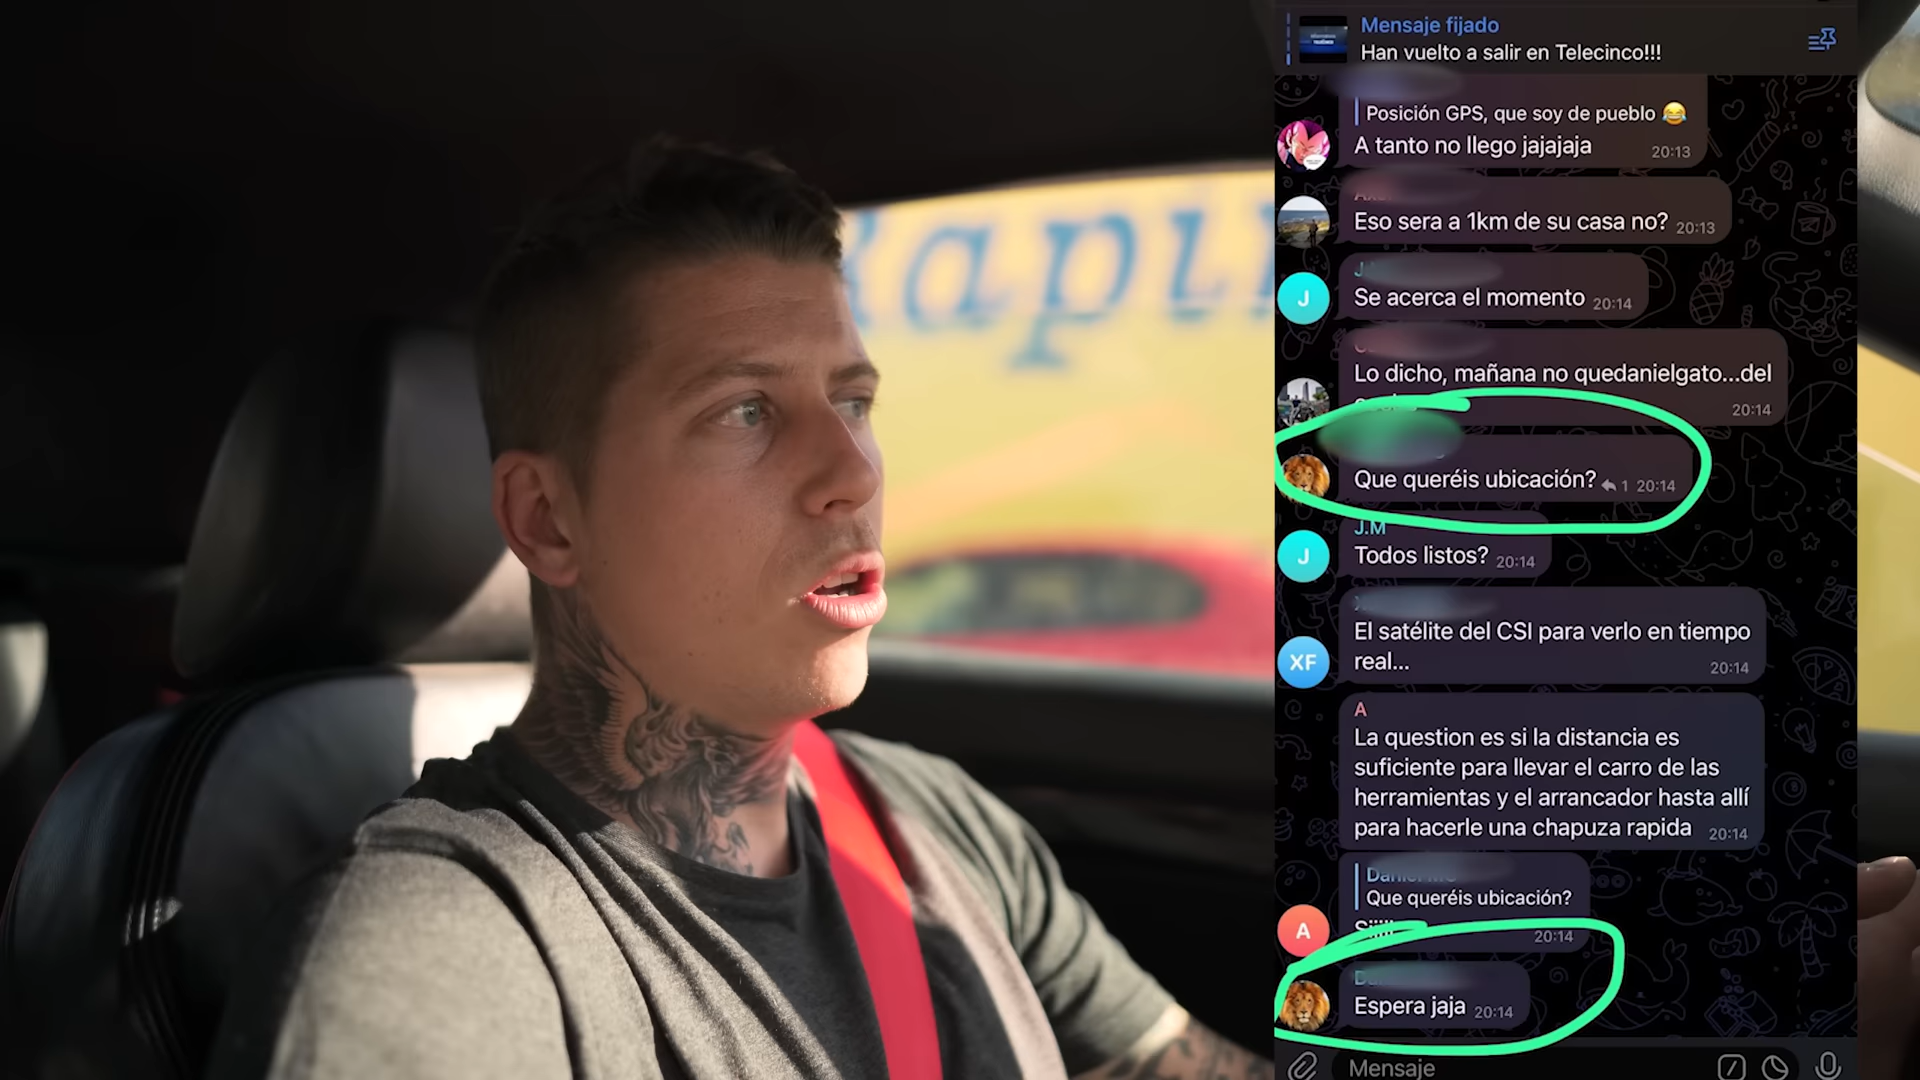 Mensaje fijado
Han vuelto a salir en Telecinco!!!
Posición GPS, que soy de pueblo 😂
A tanto no llego jajajaja 20:13
Eso sera a 1km de su casa no? 20:13
J
Se acerca el momento 20:14
Lo dicho, mañana no quedanielgato...del
20:14
Que queréis ubicación? 1 20:14
J.M
J
Todos listos? 20:14
El satélite del CSI para verlo en tiempo
real... 20:14
XF
A
La question es si la distancia es
suficiente para llevar el carro de las
herramientas y el arrancador hasta allí
para hacerle una chapuza rapida 20:14
Que queréis ubicación?
A
20:14
Espera jaja 20:14
Mensaje